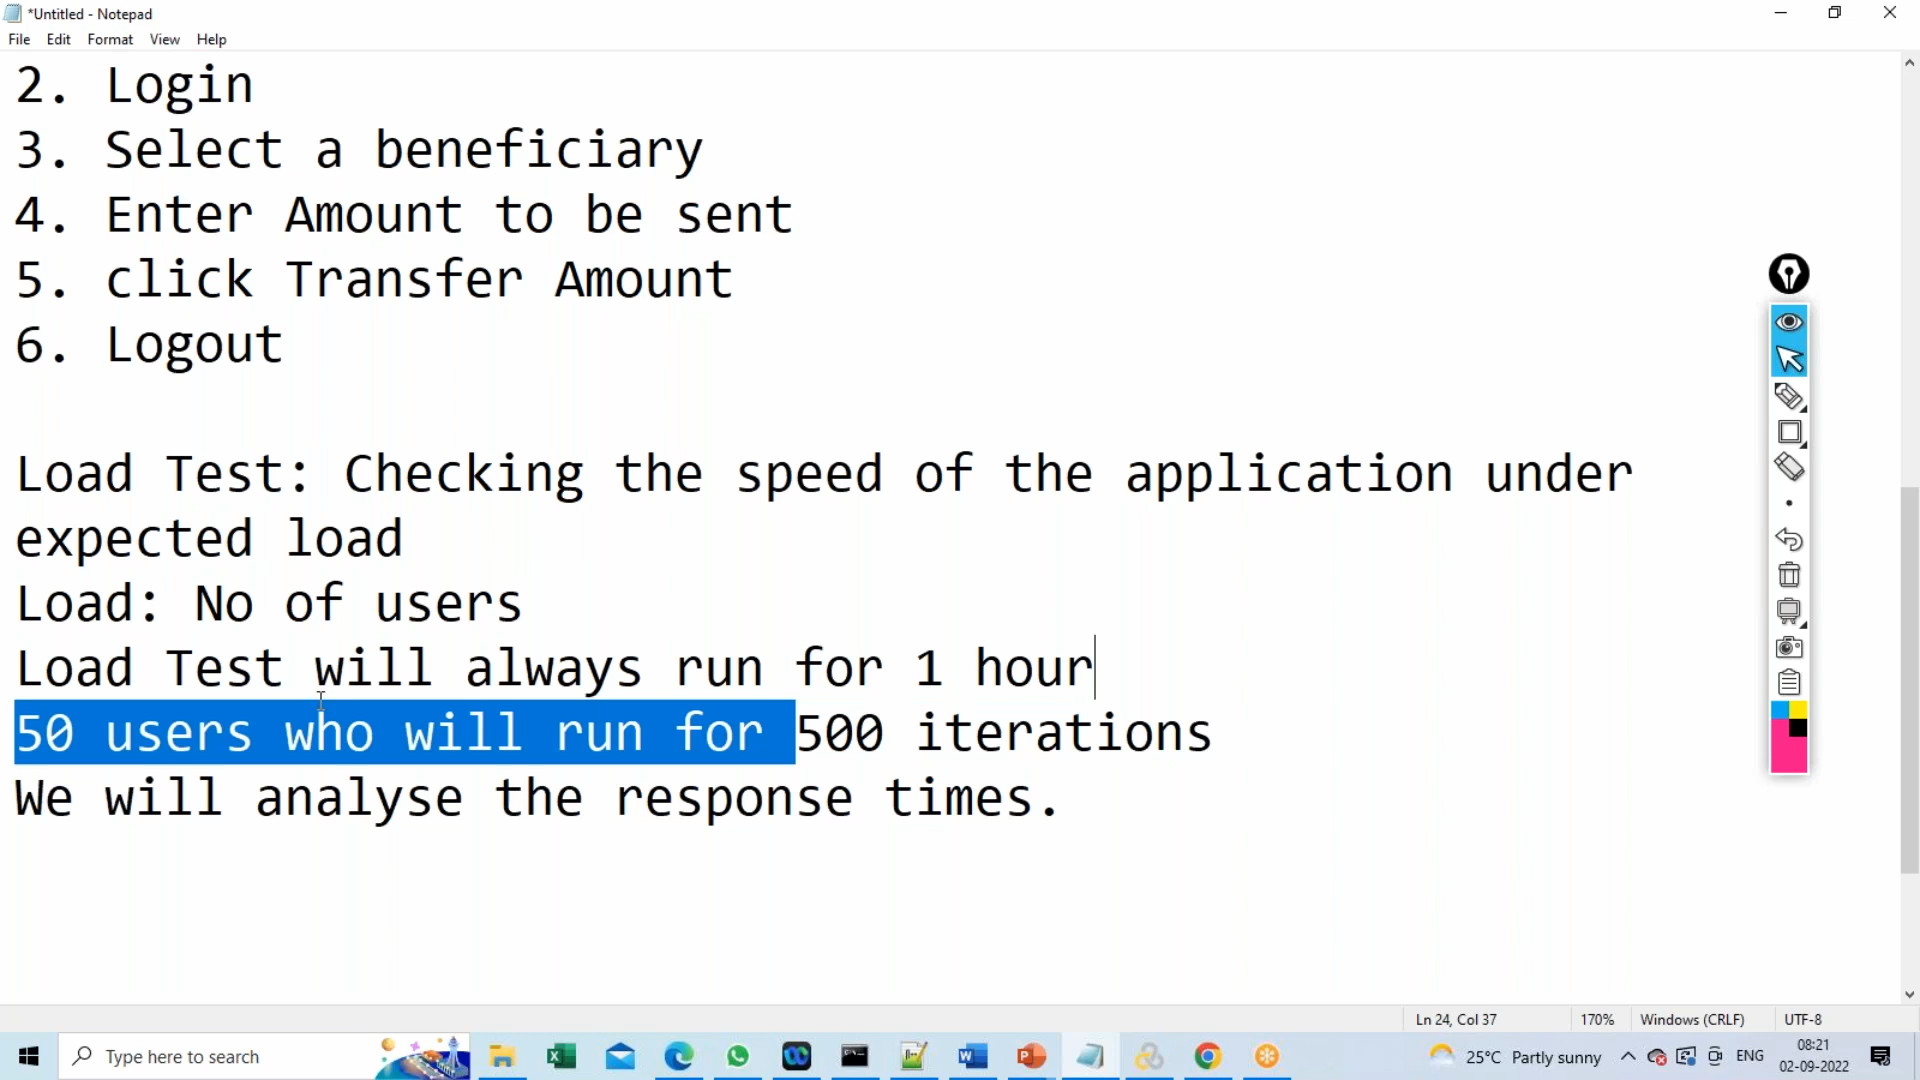 *Untitled - Notepad
File Edit Format View Help
2. Login
3. Select a beneficiary
4. Enter Amount to be sent
5. click Transfer Amount
6. Logout
Load Test: Checking the speed of the application under
expected load
Load: No of users
Load Test will always run for 1 hour
50 users who will run for 500 iterations
We will analyse the response times.
Ln 24, Col 37 170% Windows (CRLF) UTF-8
Type here to search
25°C Partly sunny
ENG
08:21
02-09-2022